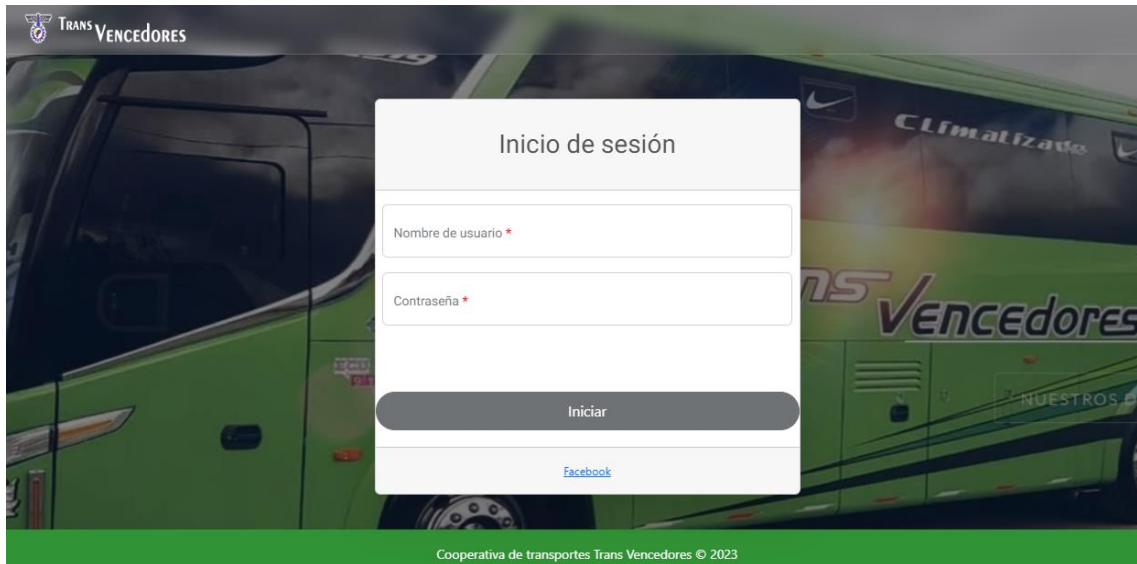 Trans Vencedores
Inicio de sesión
Climatizado
Nombre de usuario *
Contraseña *
Vencedores
NUESTROS
Iniciar
Facebook
Cooperativa de transportes Trans Vencedores © 2023